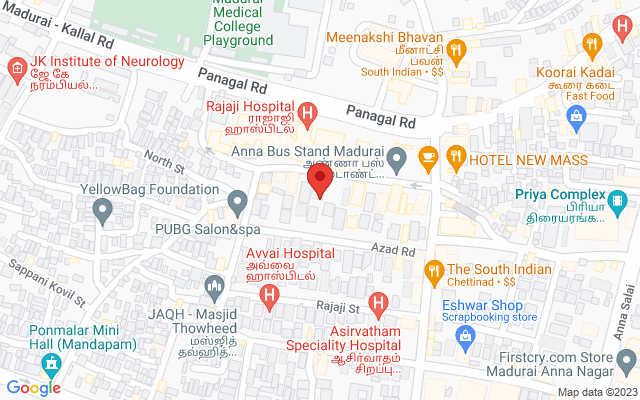 Madurai
Medical
College
Playground
Madurai - Kallal Rd
Meenakshi Bhavan
மீனாட்சி
பவன்
South Indian • $$
JK Institute of Neurology
ஜே கே
நரம்பியல்...
Panagal Rd
Koorai Kadai
கூரை கடை
Fast Food
Rajaji Hospital
ராஜாஜி
ஹாஸ்பிடல்
Panagal Rd
Anna Bus Stand Madurai
அண்ணா பஸ்
HOTEL NEW MASS
North St
YellowBag Foundation
Priya Complex
பிரியா
திரையரங்க...
PUBG Salon&spa
Azad Rd
Avvai Hospital
அவ்வை
ஹாஸ்பிடல்
The South Indian
Chettinad • $$
Sappani Kovil St
Rajaji St
Eshwar Shop
Scrapbooking store
Anna Salai
JAQH - Masjid
Thowheed
மஸ்ஜித்
தவ்ஹித்...
Asirvatham
Speciality Hospital
ஆசிர்வாதம்
சிறப்பு...
Ponmalar Mini
Hall (Mandapam)
Firstcry.com Store
Madurai Anna Nagar
Google
Map data ©2023